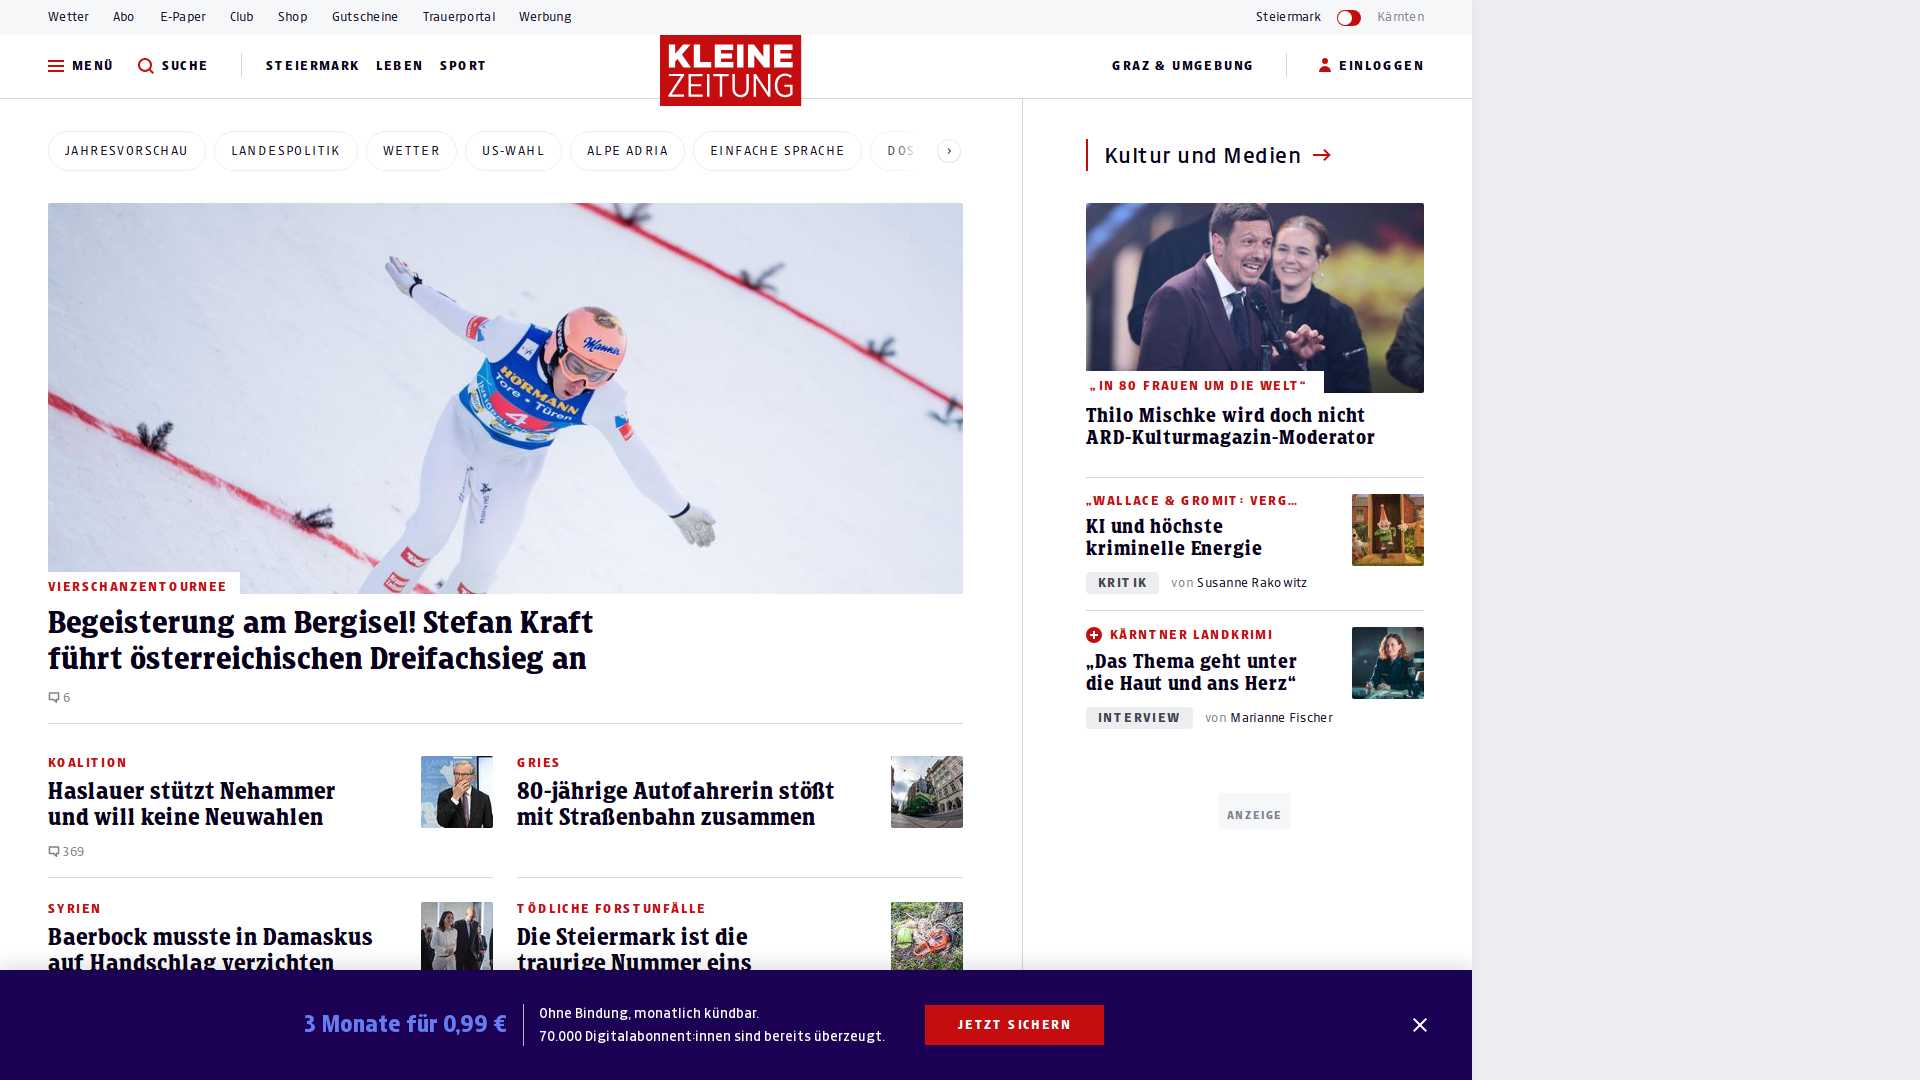 Wetter
Abo
E-Paper
Club
Shop
Gutscheine
Trauerportal
Werbung
Steiermark
Kärnten
MENÜ
SUCHE
STEIERMARK
LEBEN
SPORT
KLEINE
ZEITUNG
GRAZ & UMGEBUNG
EINLOGGEN
JAHRESVORSCHAU
LANDESPOLITIK
WETTER
US-WAHL
ALPE ADRIA
EINFACHE SPRACHE
DOS
Manner
HÖRMANN
Tore • Türen
4
VIERSCHANZENTOURNEE
Begeisterung am Bergisel! Stefan Kraft
führt österreichischen Dreifachsieg an
6
KOALITION
Haslauer stützt Nehammer
und will keine Neuwahlen
369
GRIES
80-jährige Autofahrerin stößt
mit Straßenbahn zusammen
SYRIEN
Baerbock musste in Damaskus
auf Handschlag verzichten
TÖDLICHE FORSTUNFÄLLE
Die Steiermark ist die
traurige Nummer eins
Kultur und Medien
„IN 80 FRAUEN UM DIE WELT“
Thilo Mischke wird doch nicht
ARD-Kulturmagazin-Moderator
„WALLACE & GROMIT: VERG…
KI und höchste
kriminelle Energie
KRITIK
von Susanne Rakowitz
KÄRNTNER LANDKRIMI
„Das Thema geht unter
die Haut und ans Herz“
INTERVIEW
von Marianne Fischer
ANZEIGE
3 Monate für 0,99 €
Ohne Bindung, monatlich kündbar.
70.000 Digitalabonnent:innen sind bereits überzeugt.
JETZT SICHERN